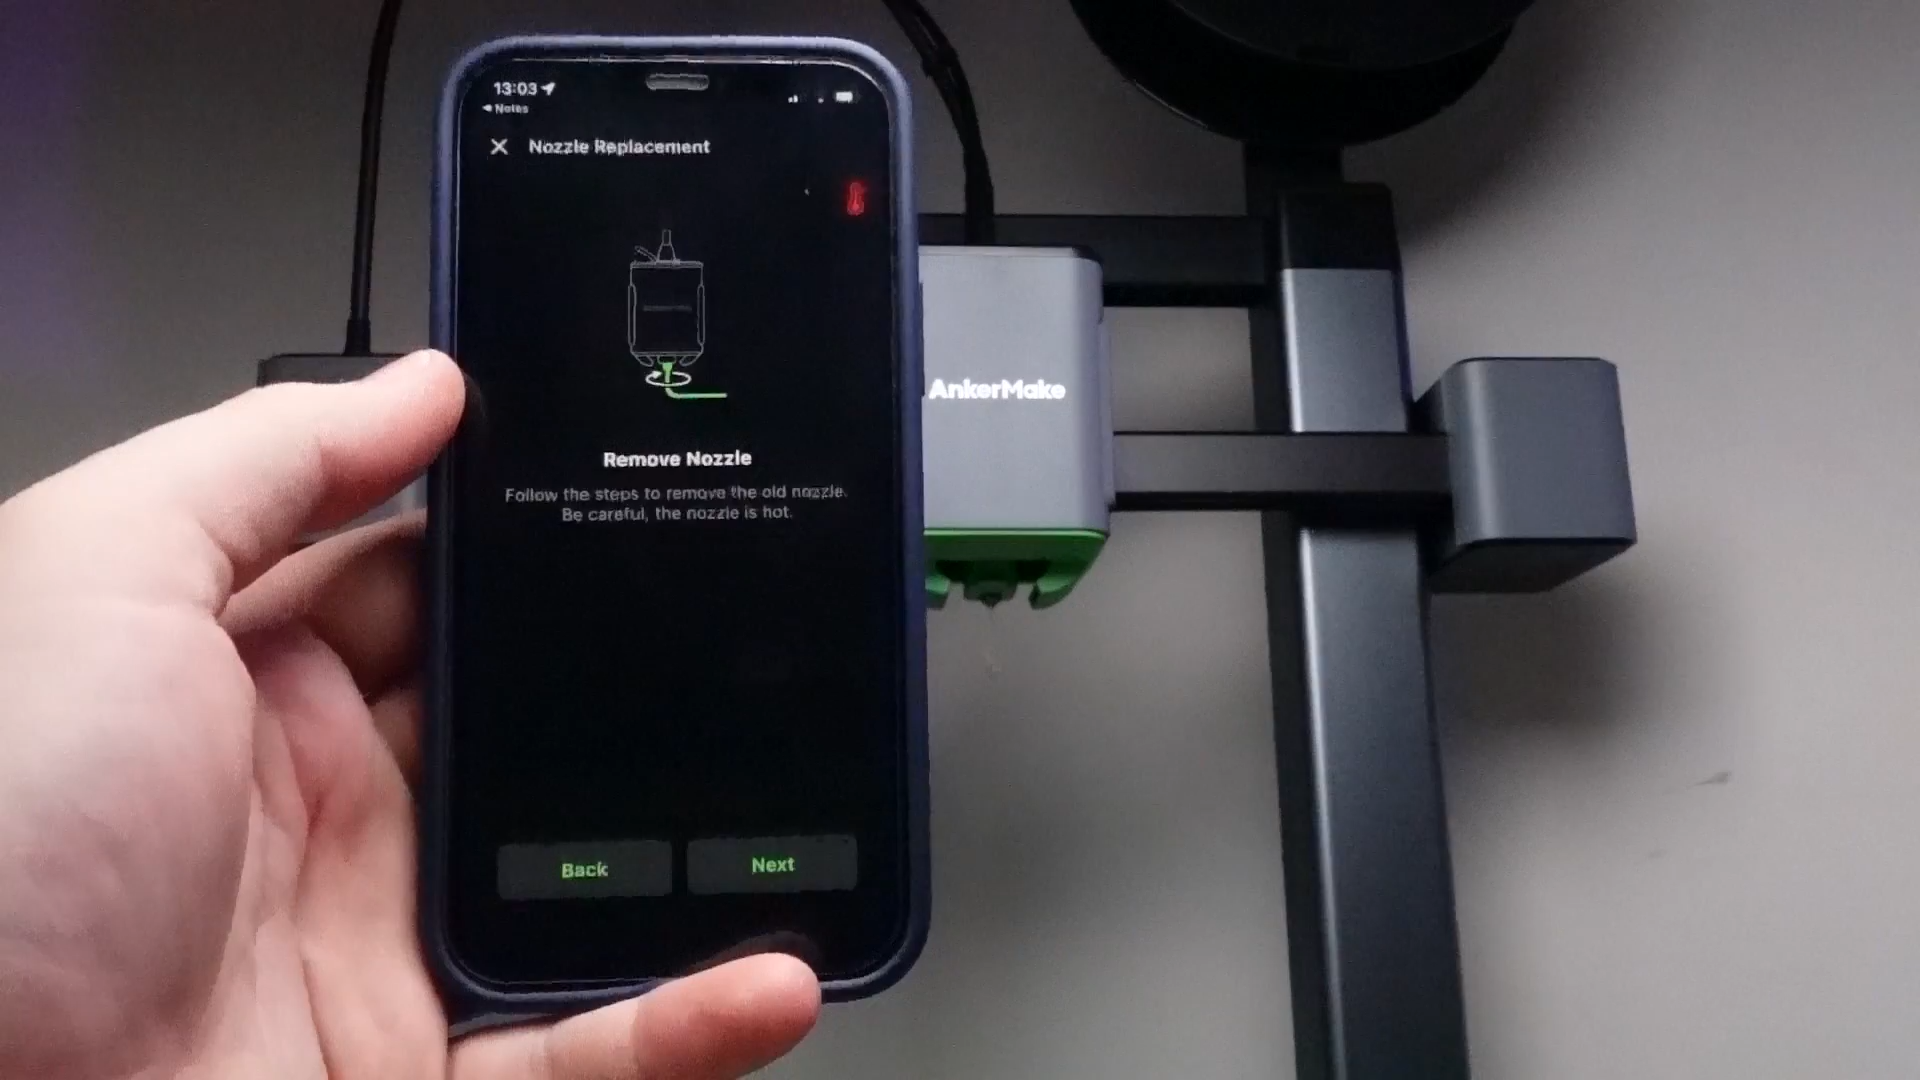 13:03
Notes
Nozzle Replacement
Remove Nozzle
Follow the steps to remove the old nozzle.
Be careful, the nozzle is hot.
Back
Next
AnkerMake